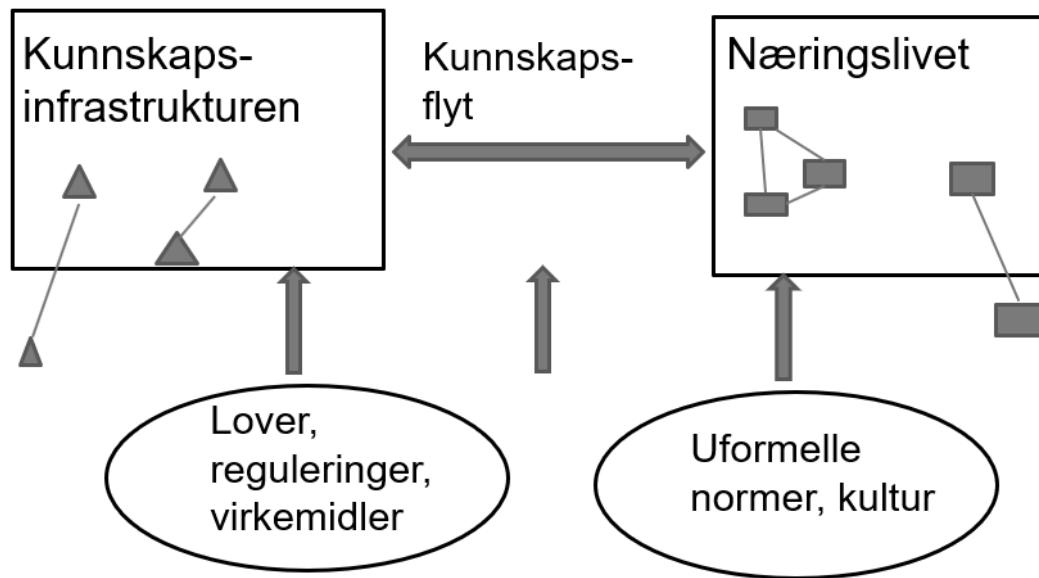 Kunnskaps-
infrastrukturen
Kunnskaps-
flyt
Næringslivet
Lover,
reguleringer,
virkemidler
Uformelle
normer, kultur